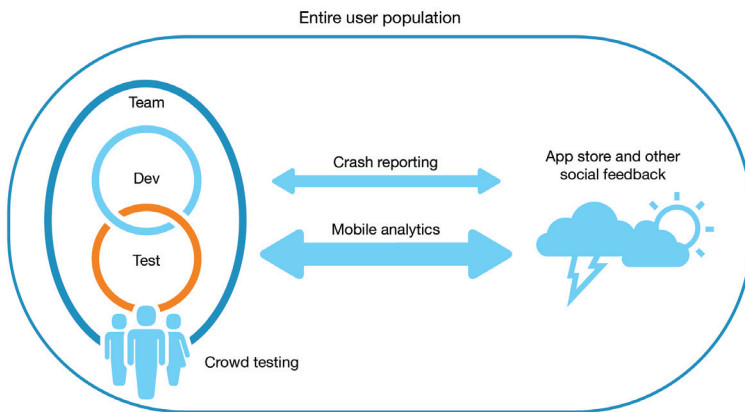 Entire user population
Team
Dev
Test
Crowd testing
Crash reporting
Mobile analytics
App store and other
social feedback